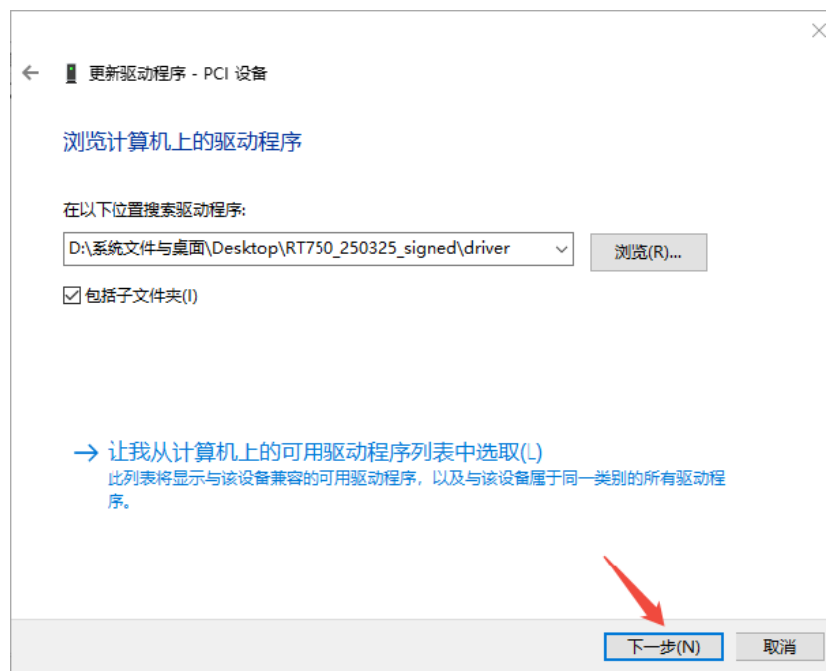 更新驱动程序 - PCI 设备
浏览计算机上的驱动程序
在以下位置搜索驱动程序:
D:\系统文件与桌面\Desktop\RT750_250325_signed\driver
浏览(R)...
包括子文件夹(I)
让我从计算机上的可用驱动程序列表中选取(L)
此列表将显示与该设备兼容的可用驱动程序，以及与该设备属于同一类别的所有驱动程
序。
下一步(N)
取消